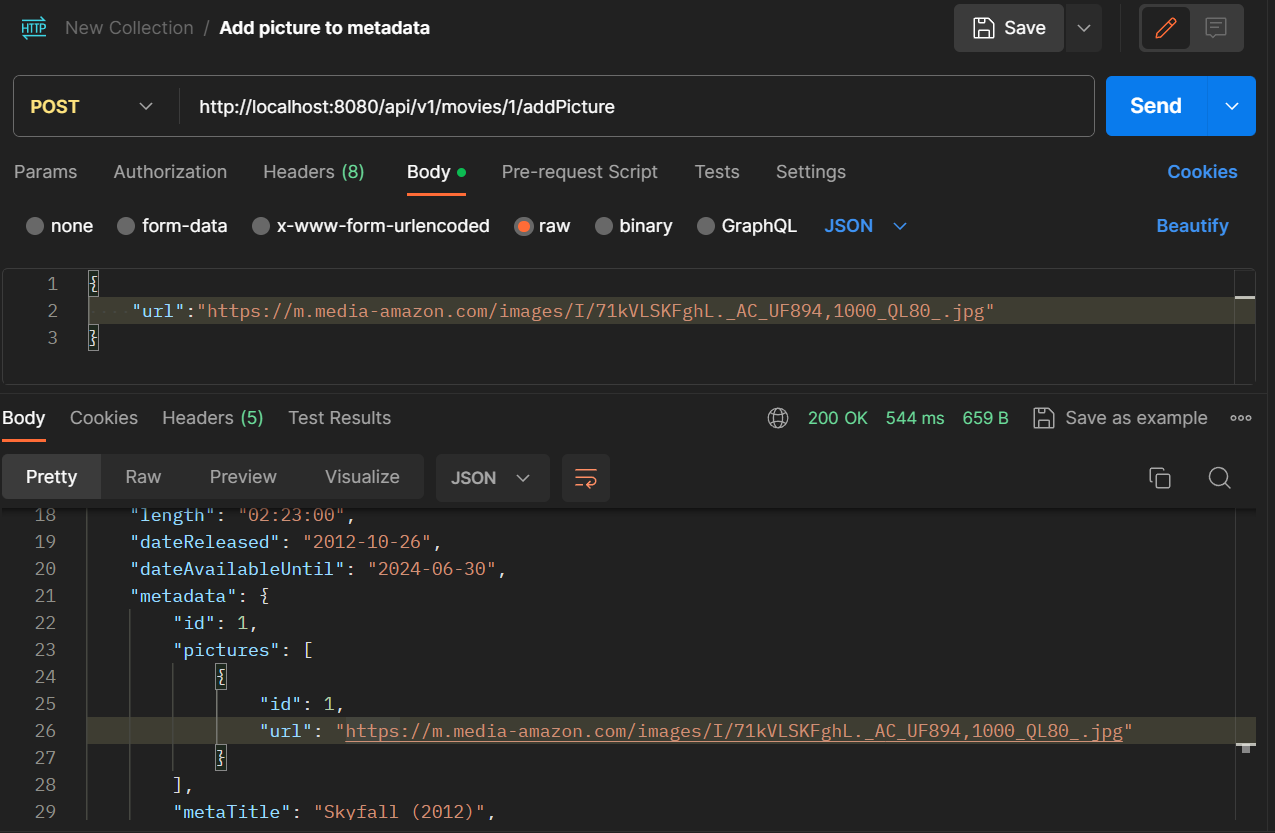 HTTP New Collection / Add picture to metadata Save
POST http://localhost:8080/api/v1/movies/1/addPicture Send
Params Authorization Headers (8) Body Pre-request Script Tests Settings Cookies
none form-data x-www-form-urlencoded raw binary GraphQL JSON Beautify
1 {
2 "url":"https://m.media-amazon.com/images/I/71kVLSKFghL._AC_UF894,1000_QL80_.jpg"
3 }
Body Cookies Headers (5) Test Results 200 OK 544 ms 659 B Save as example
Pretty Raw Preview Visualize JSON
18 "length": "02:23:00",
19 "dateReleased": "2012-10-26",
20 "dateAvailableUntil": "2024-06-30",
21 "metadata": {
22 "id": 1,
23 "pictures": [
24 {
25 "id": 1,
26 "url": "https://m.media-amazon.com/images/I/71kVLSKFghL._AC_UF894,1000_QL80_.jpg"
27 }
28 ],
29 "metaTitle": "Skyfall (2012)",